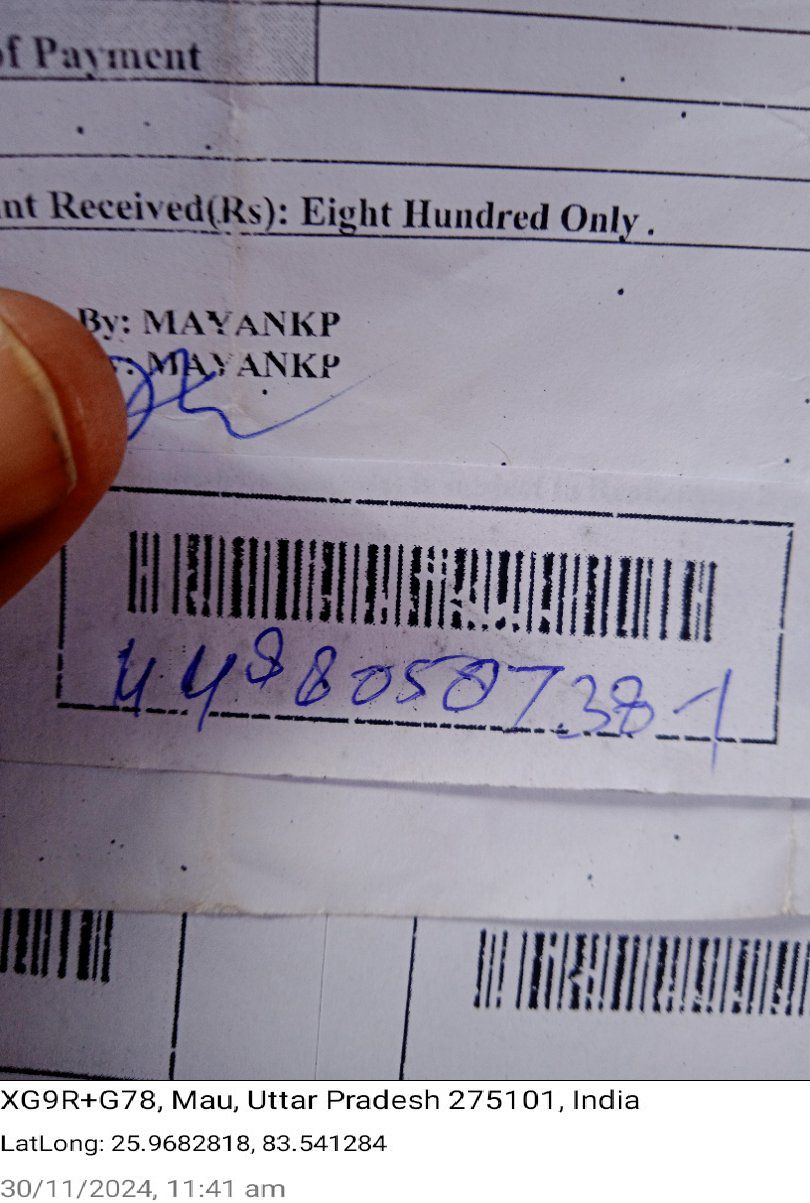 of Payment
nt Received(Rs): Eight Hundred Only.
By: MAYANKP
MAYANKP
44880587381
XG9R+G78, Mau, Uttar Pradesh 275101, India
LatLong: 25.9682818, 83.541284
30/11/2024, 11:41 am